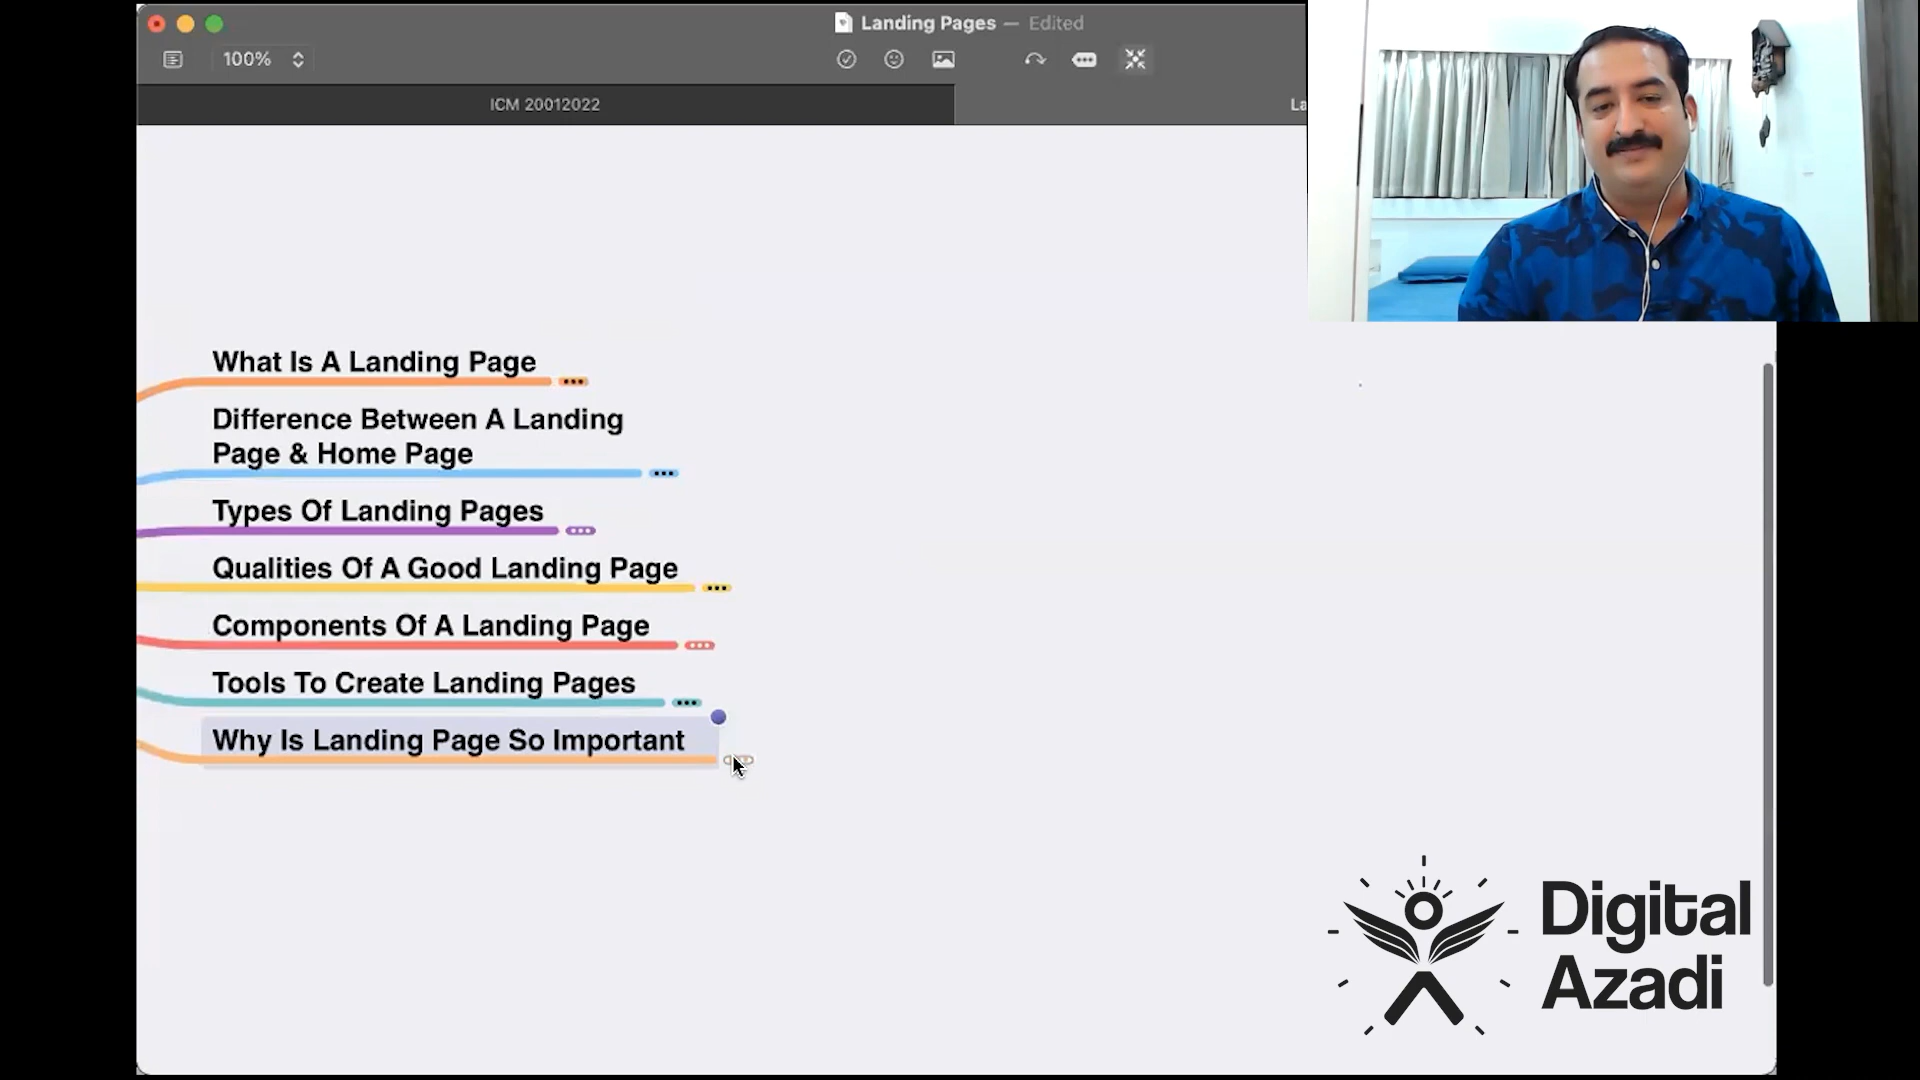 Landing Pages — Edited
100%
ICM 20012022
La
What Is A Landing Page
Difference Between A Landing
Page & Home Page
Types Of Landing Pages
Qualities Of A Good Landing Page
Components Of A Landing Page
Tools To Create Landing Pages
Why Is Landing Page So Important
Digital
Azadi